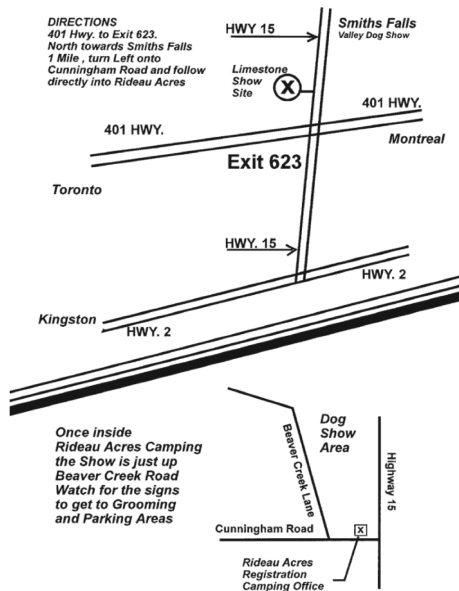 DIRECTIONS
401 Hwy. to Exit 623.
North towards Smiths Falls
1 Mile , turn Left onto
Cunningham Road and follow
directly into Rideau Acres
HWY 15
Smiths Falls
Valley Dog Show
Limestone
Show
Site
X
401 HWY.
401 HWY.
Montreal
Exit 623
Toronto
HWY. 15
HWY. 2
Kingston
HWY. 2
Once inside
Rideau Acres Camping
the Show is just up
Beaver Creek Road
Watch for the signs
to get to Grooming
and Parking Areas
Dog
Show
Area
Beaver Creek Lane
Highway 15
Cunningham Road
X
Rideau Acres
Registration
Camping Office